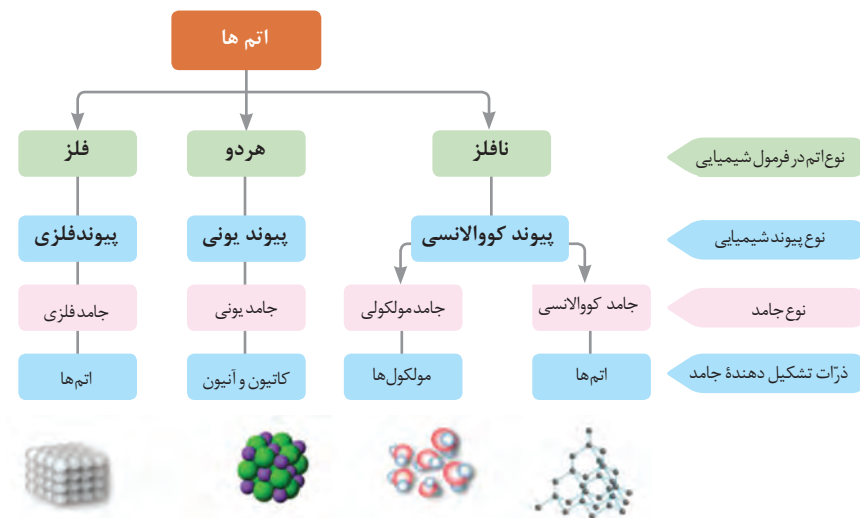 اتم ها
نوع اتم در فرمول شیمیایی
نافلز
هردو
فلز
نوع پیوند شیمیایی
پیوند کووالانسی
پیوند یونی
پیوندفلزی
نوع جامد
جامد کووالانسی
جامد مولکولی
جامد یونی
جامد فلزی
ذرّات تشکیل دهندهٔ جامد
اتم‌ها
مولکول‌ها
کاتیون و آنیون
اتم‌ها